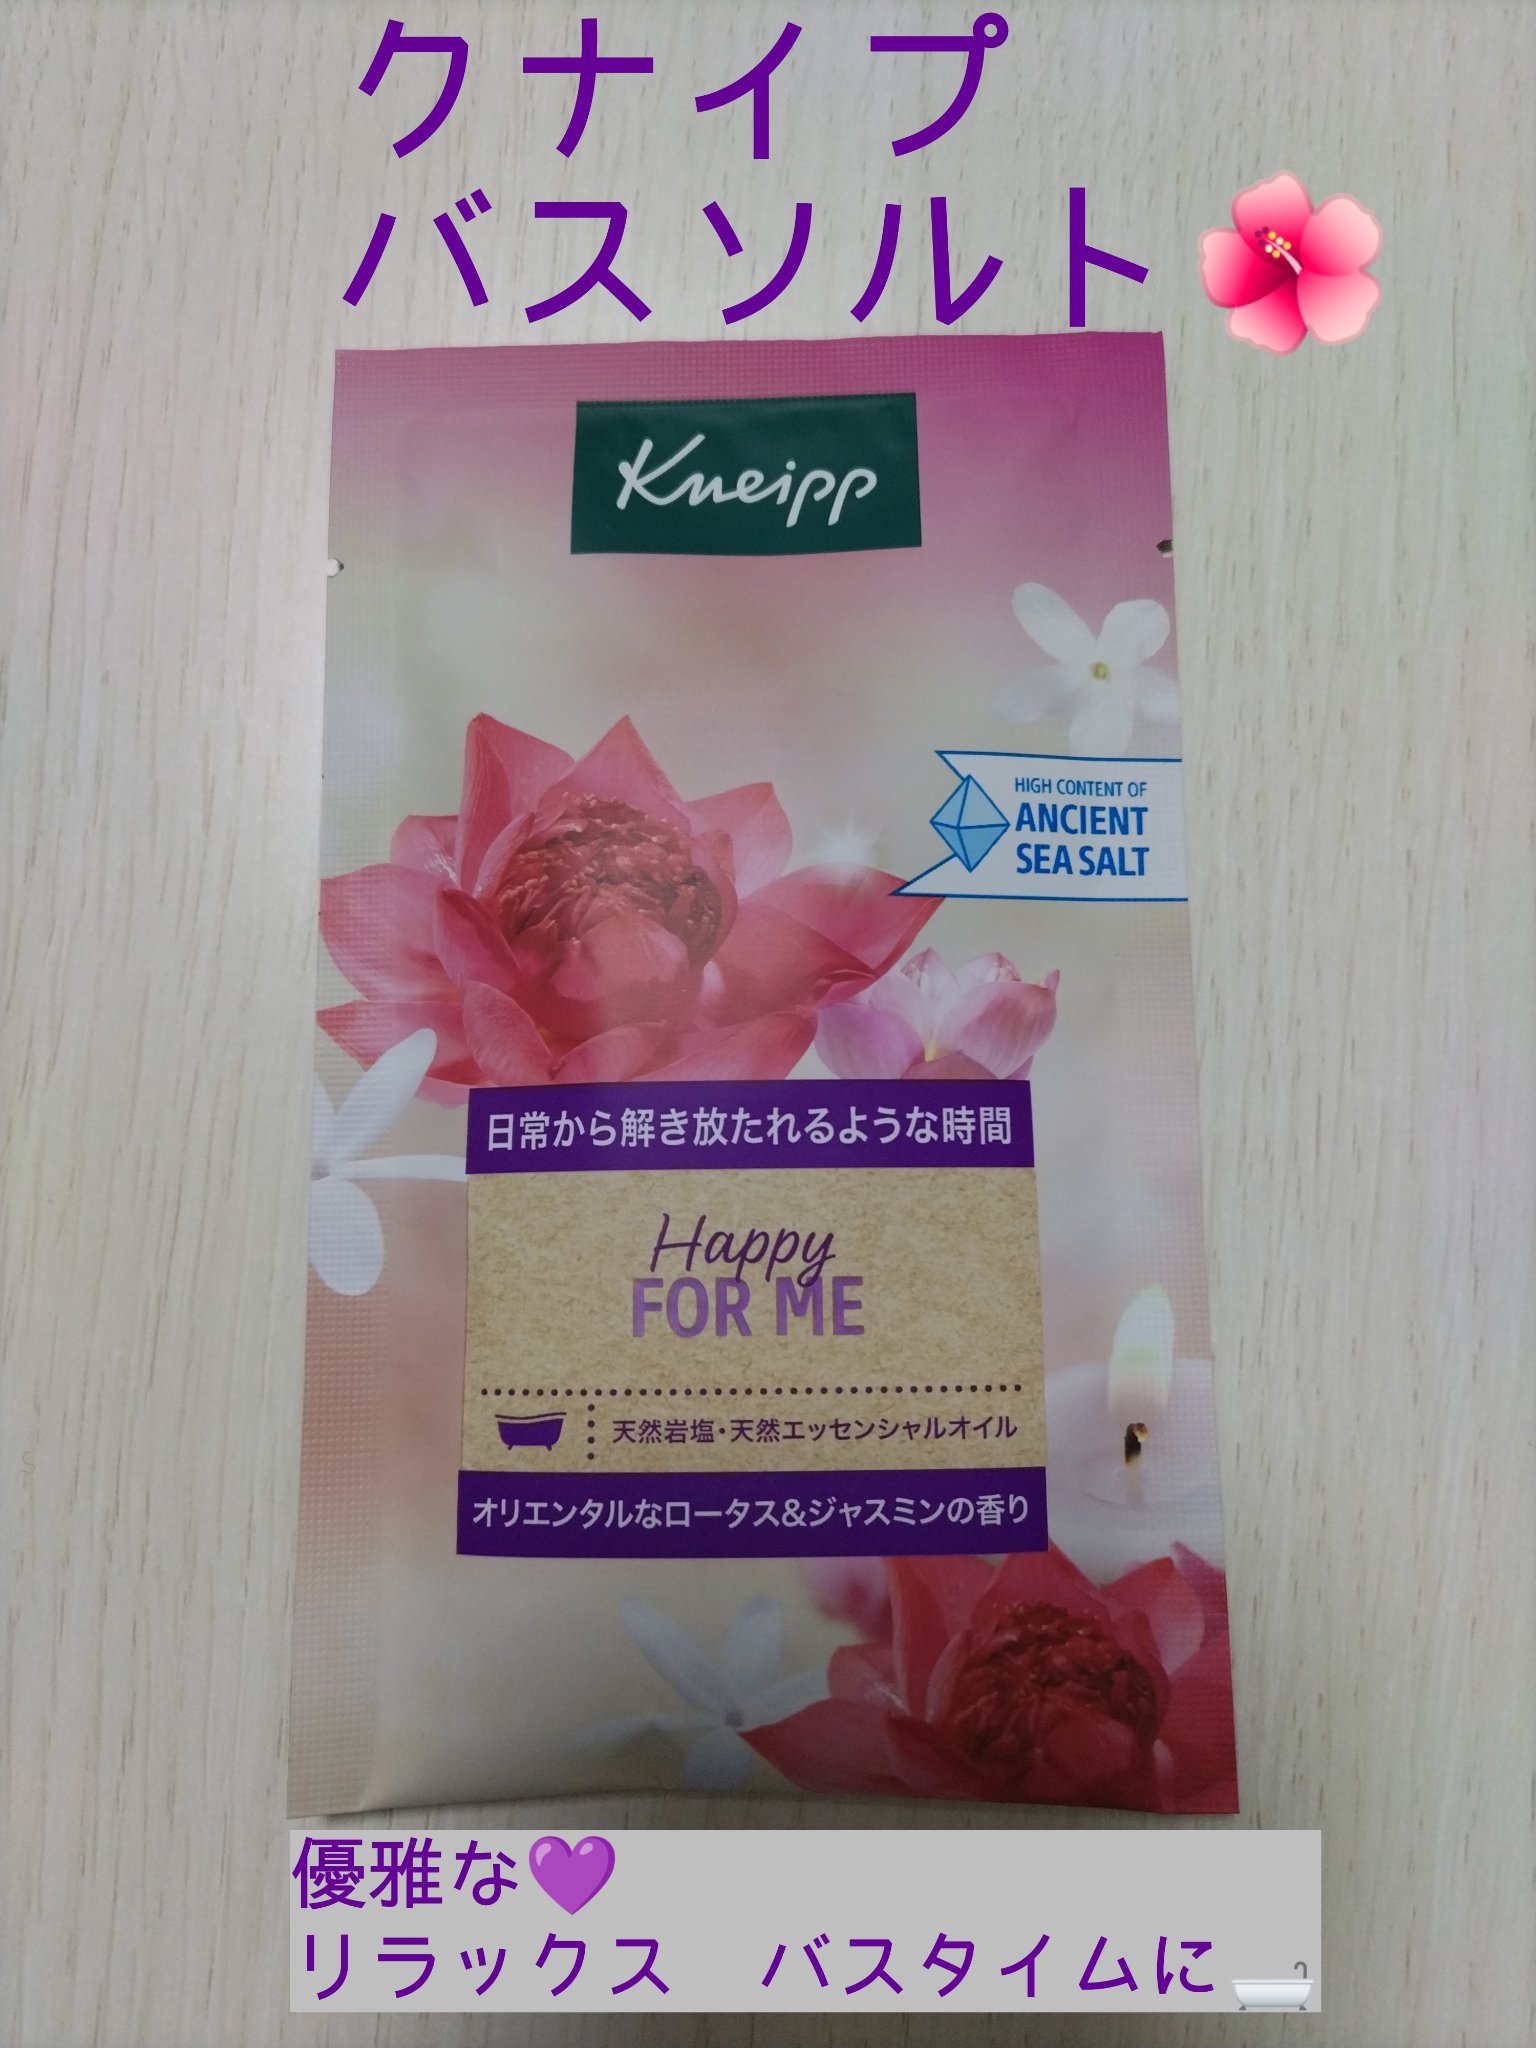 クナイプ
バスソルト🌺
Kneipp
HIGH CONTENT OF
ANCIENT
SEA SALT
日常から解き放たれるような時間
Happy
FOR ME
天然岩塩・天然エッセンシャルオイル
オリエンタルなロータス&ジャスミンの香り
優雅な💜
リラックス　バスタイムに🛁